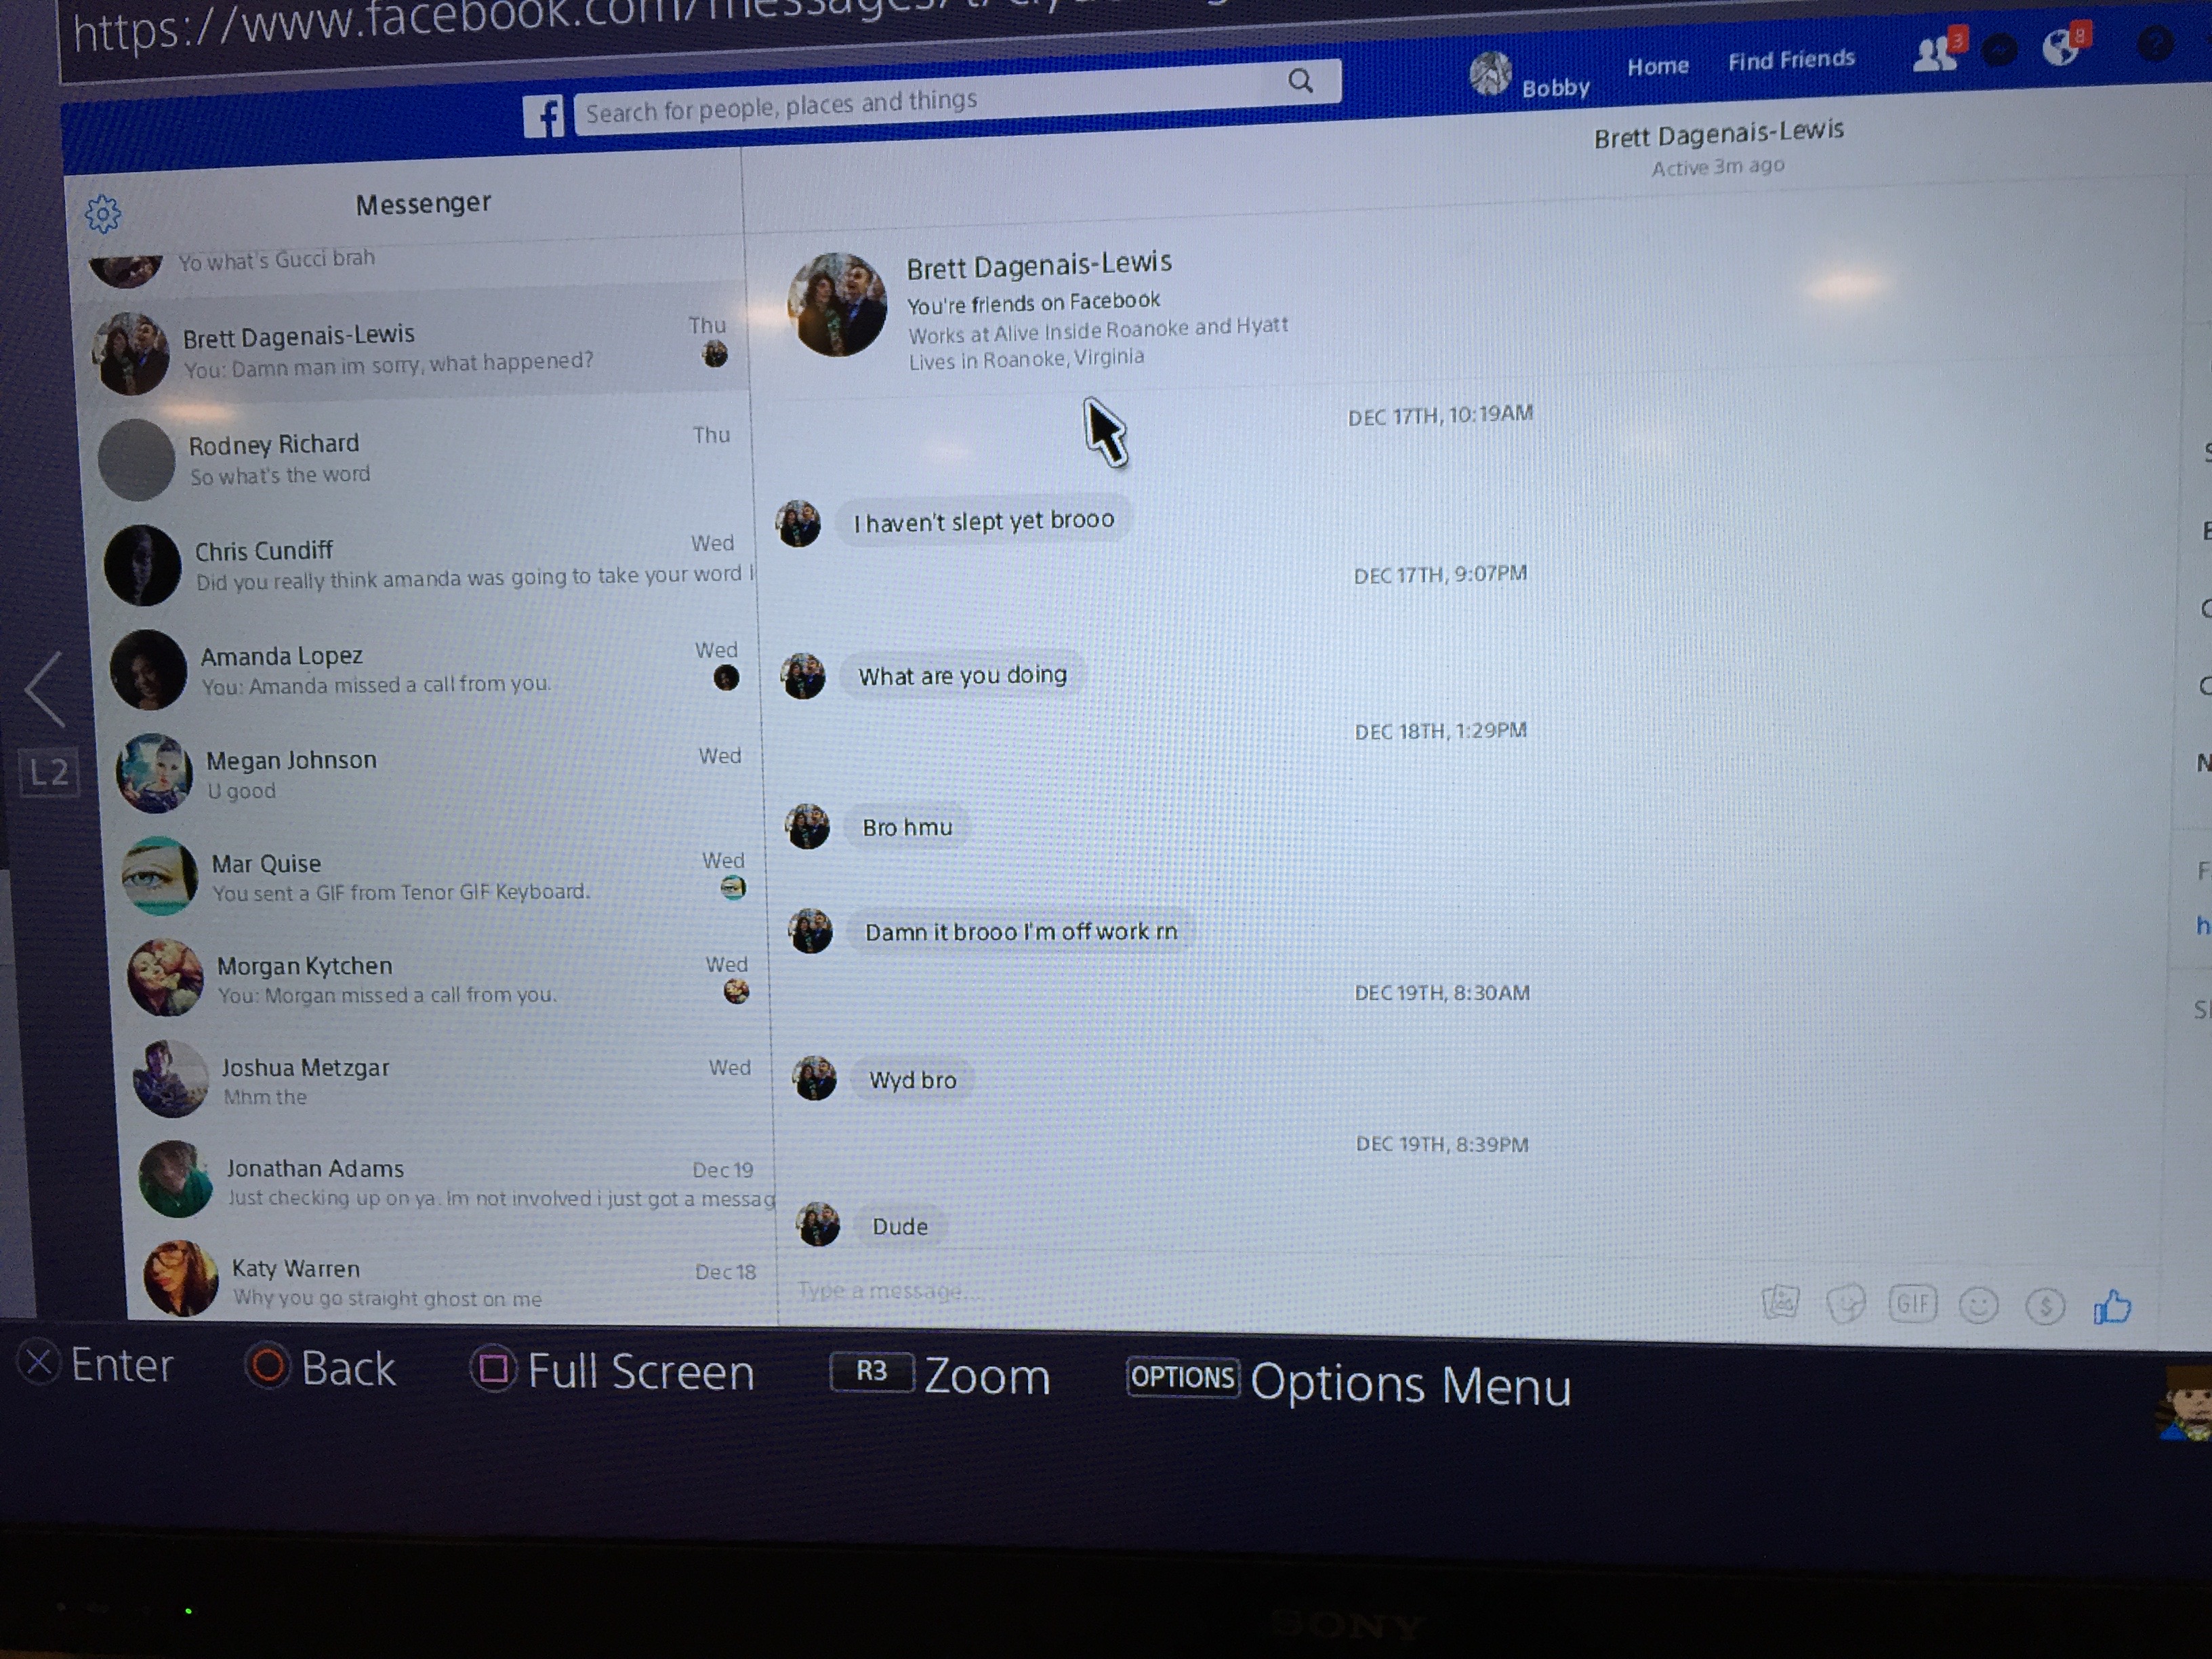 https://www.facebook.com/messages/t/
Search for people, places and things
Bobby
Home
Find Friends
3
8
?
Messenger
Brett Dagenais-Lewis
Active 3m ago
Yo what's Gucci brah
Brett Dagenais-Lewis
Thu
You: Damn man im sorry, what happened?
Rodney Richard
Thu
So what's the word
Chris Cundiff
Wed
Did you really think amanda was going to take your word
Amanda Lopez
Wed
You: Amanda missed a call from you.
Megan Johnson
Wed
U good
Mar Quise
Wed
You sent a GIF from Tenor GIF Keyboard.
Morgan Kytchen
Wed
You: Morgan missed a call from you.
Joshua Metzgar
Wed
Mhm the
Jonathan Adams
Dec 19
Just checking up on ya. Im not involved i just got a messag
Katy Warren
Dec 18
Why you go straight ghost on me
Brett Dagenais-Lewis
You're friends on Facebook
Works at Alive Inside Roanoke and Hyatt
Lives in Roanoke, Virginia
DEC 17TH, 10:19AM
I haven't slept yet brooo
DEC 17TH, 9:07PM
What are you doing
DEC 18TH, 1:29PM
Bro hmu
Damn it brooo I'm off work rn
DEC 19TH, 8:30AM
Wyd bro
DEC 19TH, 8:39PM
Dude
Type a message...
GIF
$
L2
Enter
Back
Full Screen
R3 Zoom
OPTIONS Options Menu
SONY